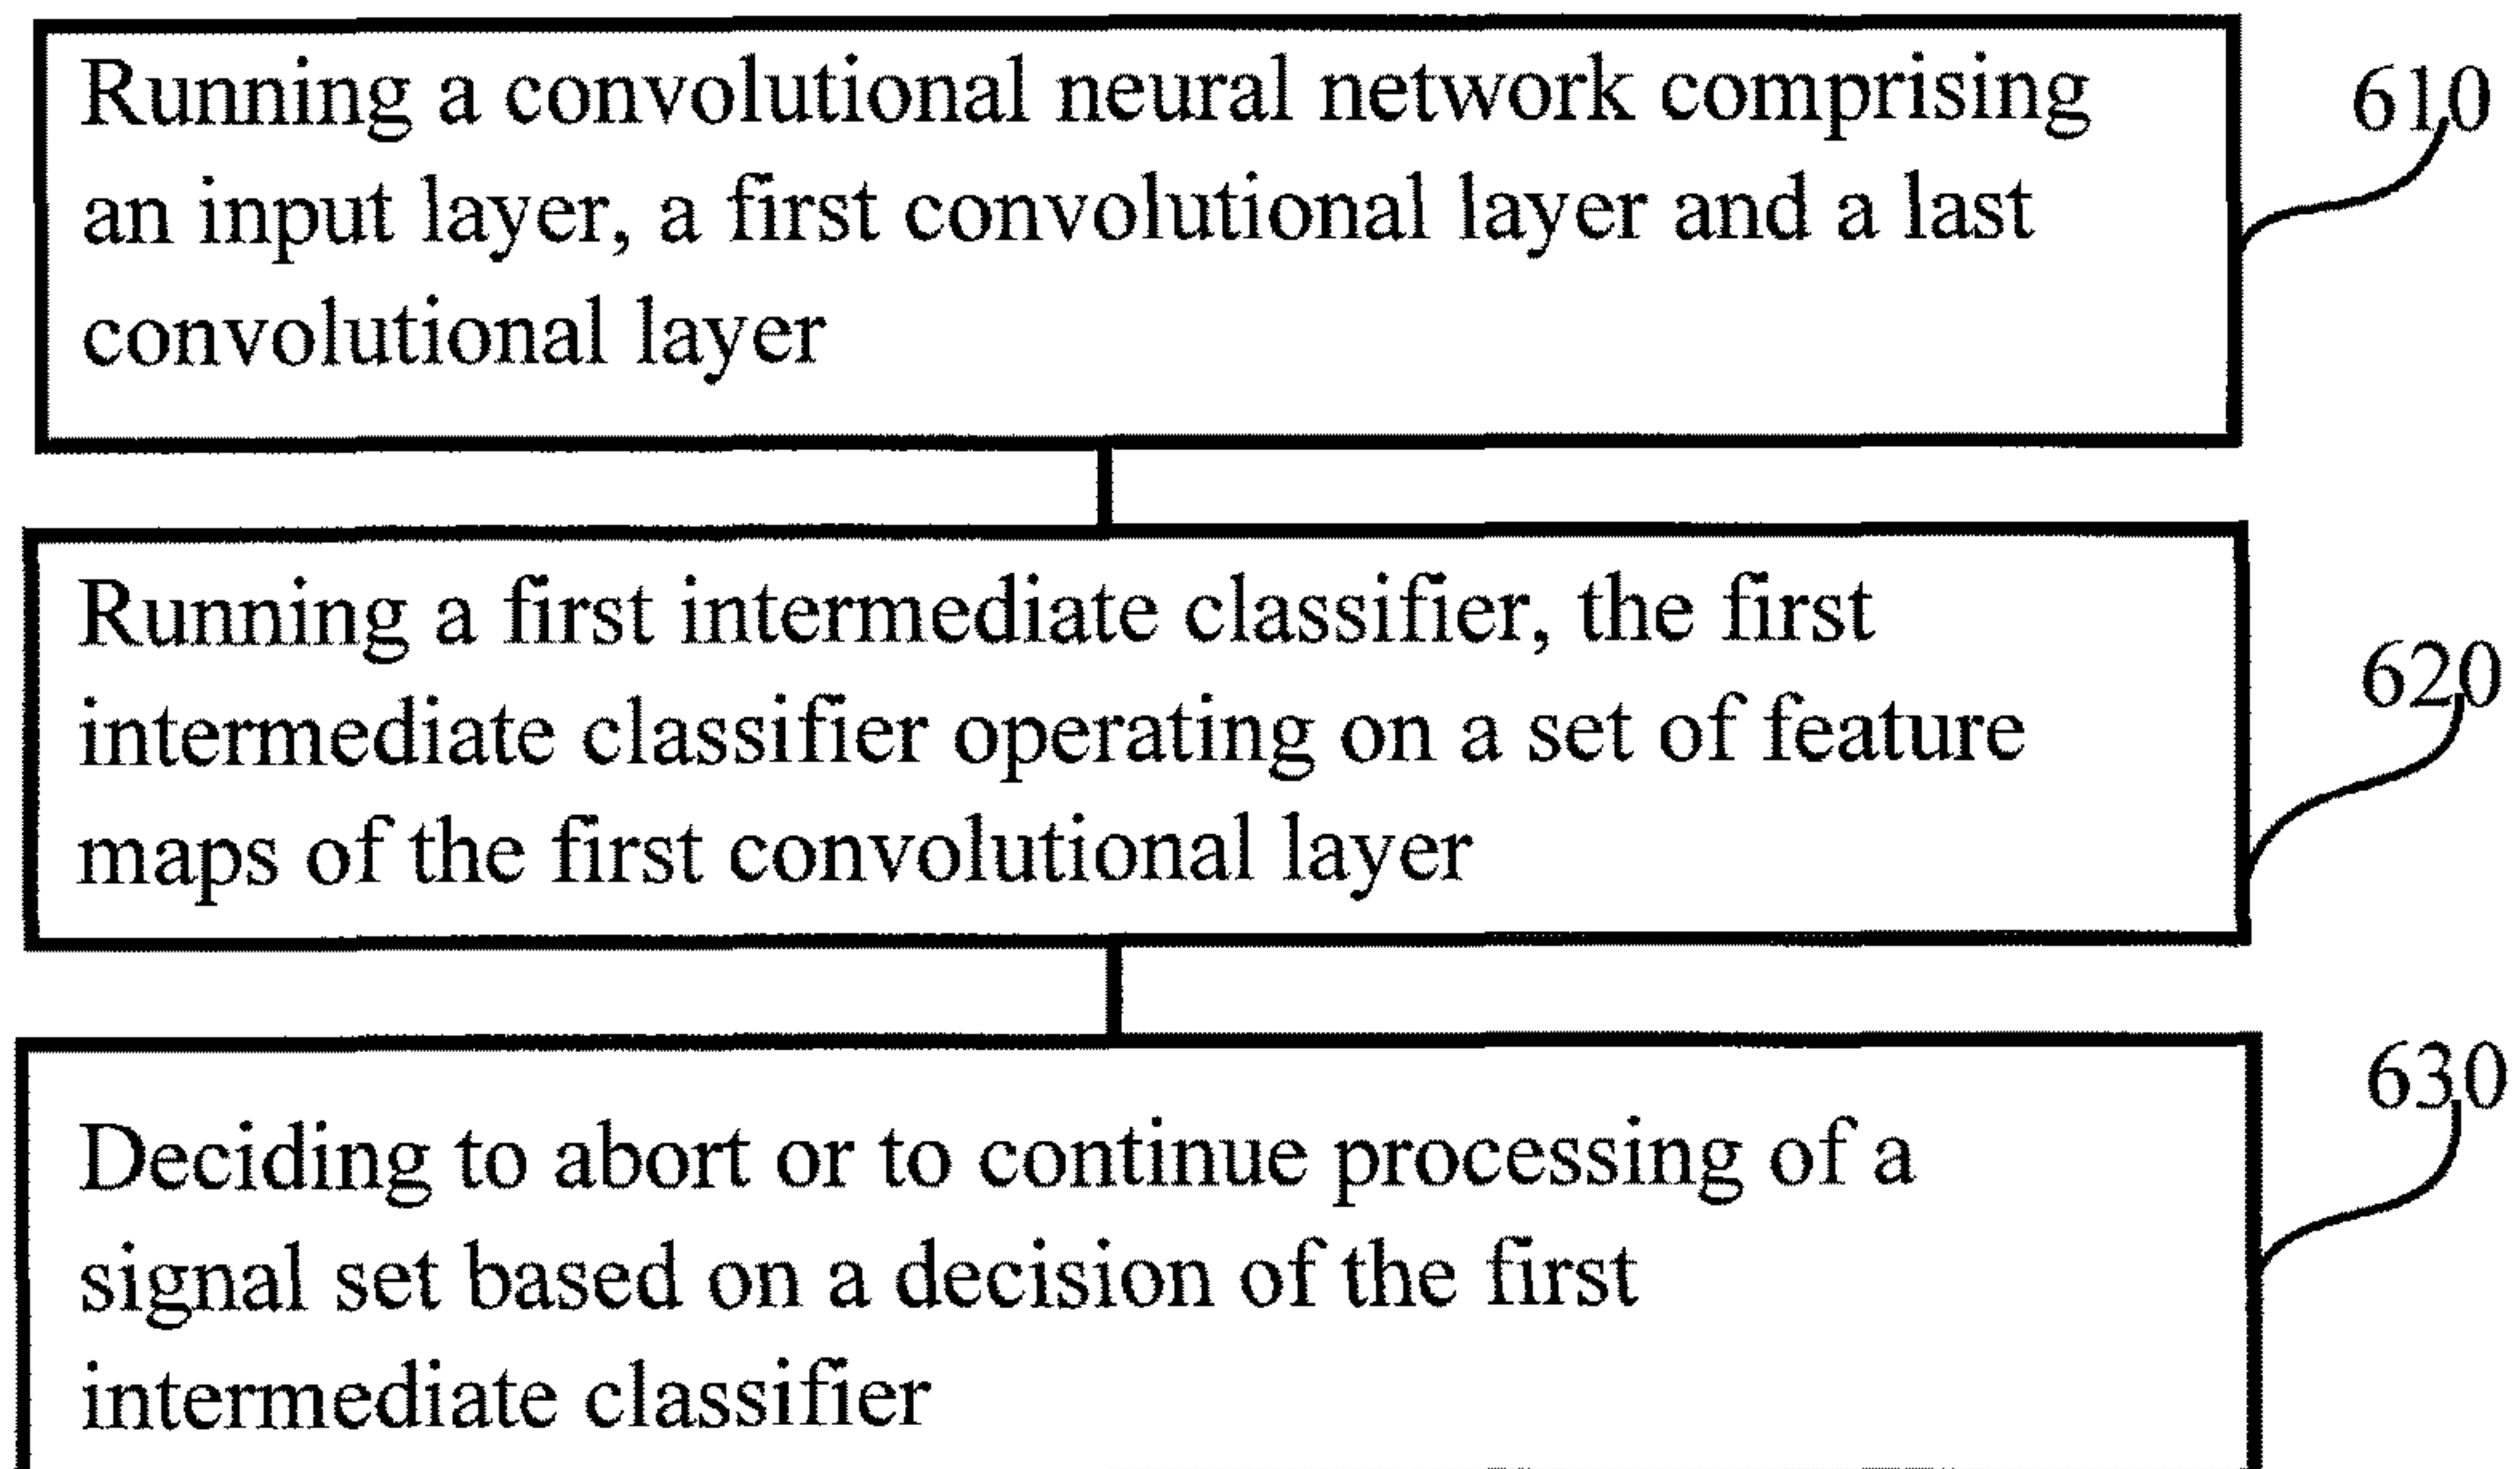 Running a convolutional neural network comprising
610
an input layer, a first convolutional layer and a last
convolutional layer
Running a first intermediate classifier, the first
620
intermediate classifier operating on a set of feature
maps of the first convolutional layer
630
Deciding to abort or to continue processing of a
signal set based on a decision of the first
intermediate classifier